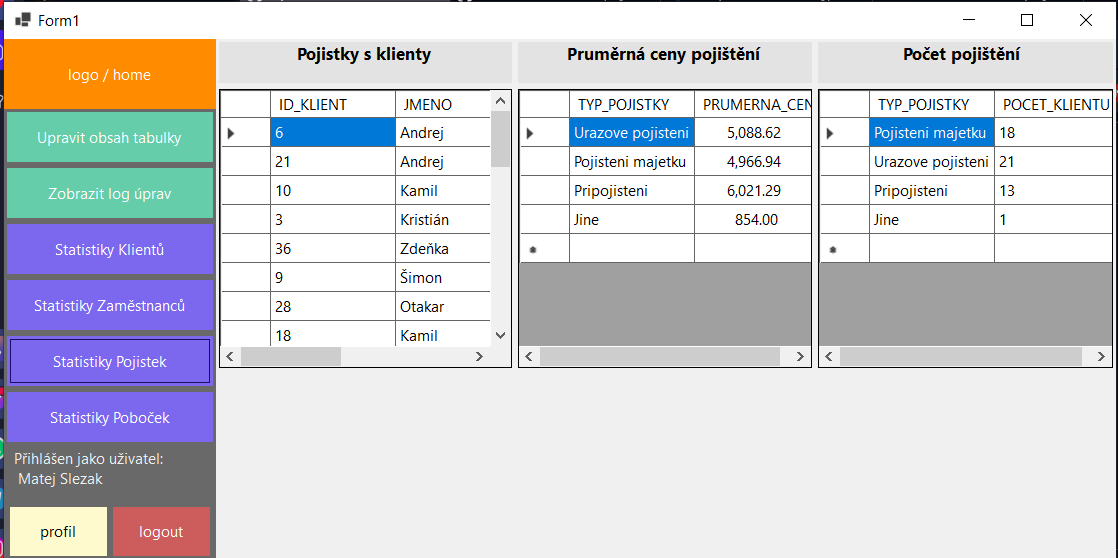 Form1
logo / home
Upravit obsah tabulky
Zobrazit log úprav
Statistiky Klientů
Statistiky Zaměstnanců
Statistiky Pojistek
Statistiky Poboček
Přihlášen jako uživatel:
Matej Slezak
profil logout
Pojistky s klienty
ID_KLIENT JMENO
6 Andrej
21 Andrej
10 Kamil
3 Kristián
36 Zdeňka
9 Šimon
28 Otakar
18 Kamil
Pruměrná ceny pojištění
TYP_POJISTKY PRUMERNA_CEN
Urazove pojisteni 5,088.62
Pojisteni majetku 4,966.94
Pripojisteni 6,021.29
Jine 854.00
Počet pojištění
TYP_POJISTKY POCET_KLIENTU
Pojisteni majetku 18
Urazove pojisteni 21
Pripojisteni 13
Jine 1